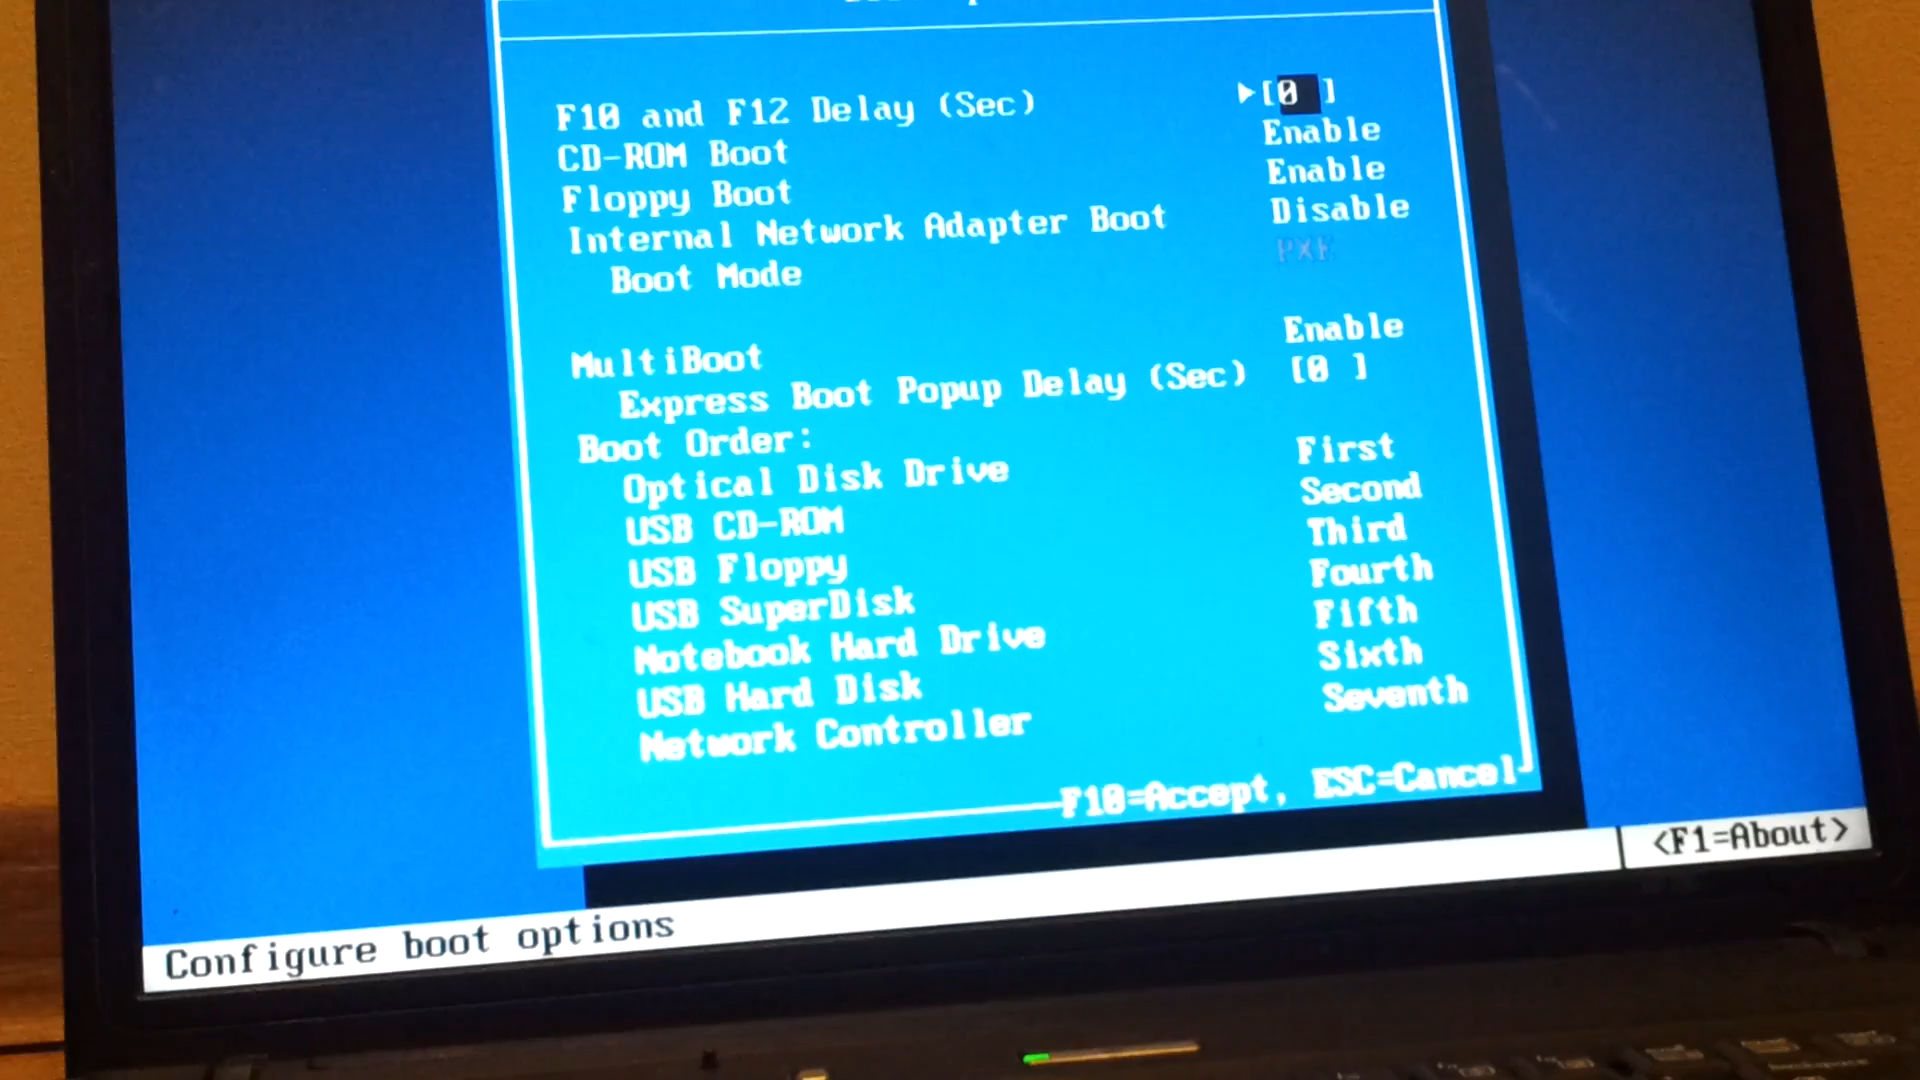 F10 and F12 Delay (Sec) [0 ]
CD-ROM Boot Enable
Floppy Boot Enable
Internal Network Adapter Boot Disable
Boot Mode PXE
MultiBoot Enable
Express Boot Popup Delay (Sec) [0 ]
Boot Order:
Optical Disk Drive First
USB CD-ROM Second
USB Floppy Third
USB SuperDisk Fourth
Notebook Hard Drive Fifth
USB Hard Disk Sixth
Network Controller Seventh
F10=Accept, ESC=Cancel
<F1=About>
Configure boot options